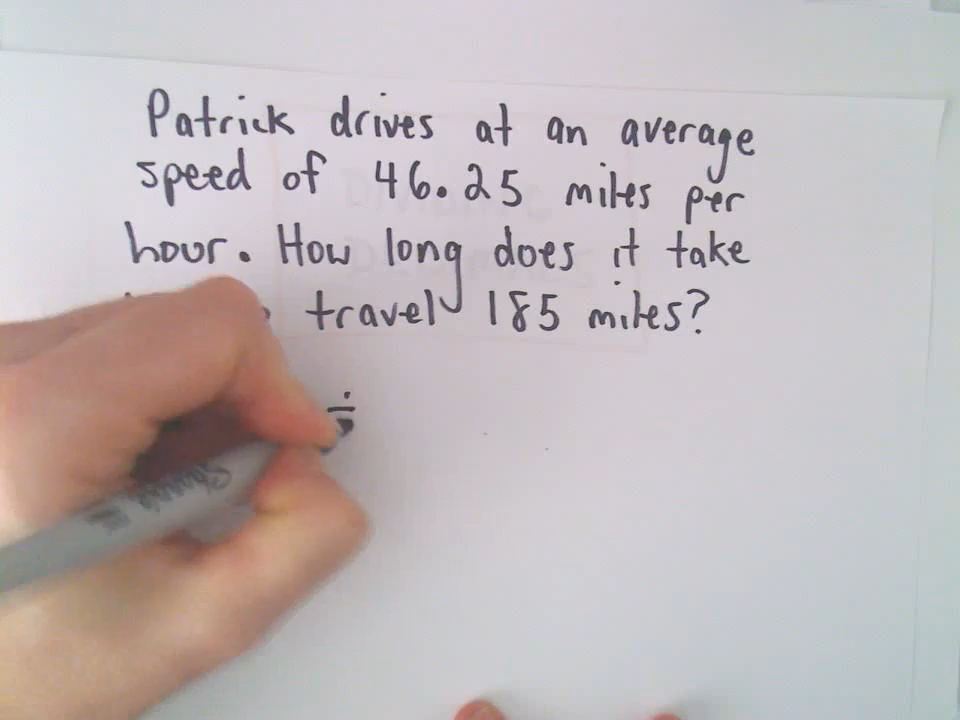 Patrick drives at an average
speed of 46.25 miles per
hour. How long does it take
travel 185 miles?
÷
Sharpie